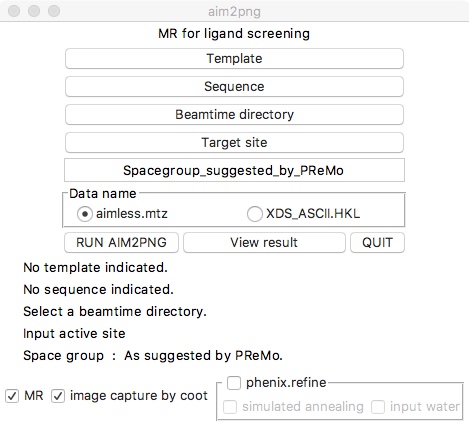 aim2png
MR for ligand screening
Template
Sequence
Beamtime directory
Target site
Spacegroup_suggested_by_PReMo
Data name
aimless.mtz XDS_ASCII.HKL
RUN AIM2PNG View result QUIT
No template indicated.
No sequence indicated.
Select a beamtime directory.
Input active site
Space group : As suggested by PReMo.
phenix.refine
MR image capture by coot
simulated annealing input water